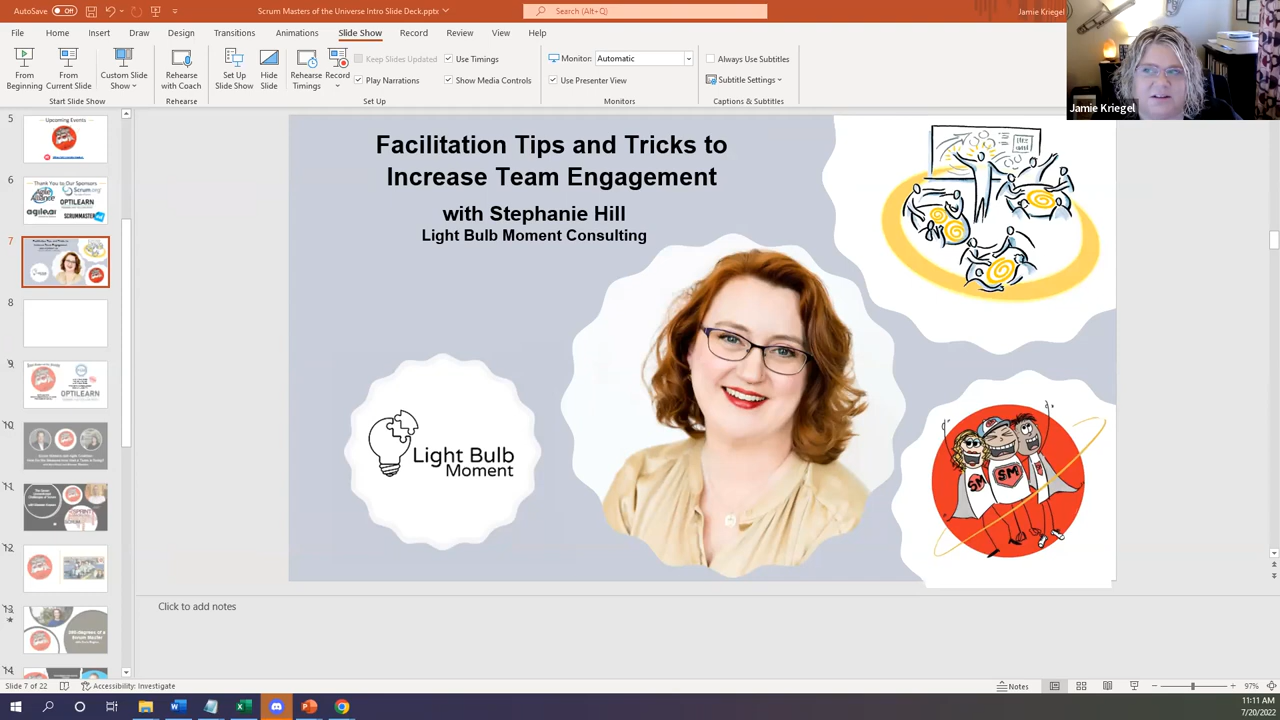 AutoSave Off
Scrum Masters of the Universe Intro Slide Deck.pptx
Search (Alt+Q)
Jamie Kriegel
File Home Insert Draw Design Transitions Animations Slide Show Record Review View Help
From Beginning
From Current Slide
Custom Slide Show
Rehearse with Coach
Set Up Slide Show
Hide Slide
Rehearse Timings
Record
Keep Slides Updated
Play Narrations
Use Timings
Show Media Controls
Monitor: Automatic
Use Presenter View
Always Use Subtitles
Subtitle Settings
Start Slide Show
Rehearse
Set Up
Monitors
Captions & Subtitles
Jamie Kriegel
5
Upcoming Events
6
Thank You to Our Sponsors
Agile Alliance
Scrum.org
OPTILEARN
7
8
9
OPTILEARN
10
11
12
13
14
Facilitation Tips and Tricks to
Increase Team Engagement
with Stephanie Hill
Light Bulb Moment Consulting
Light Bulb
Moment
SM
SM
Click to add notes
Slide 7 of 22
Accessibility: Investigate
Notes
97%
11:11 AM
7/20/2022